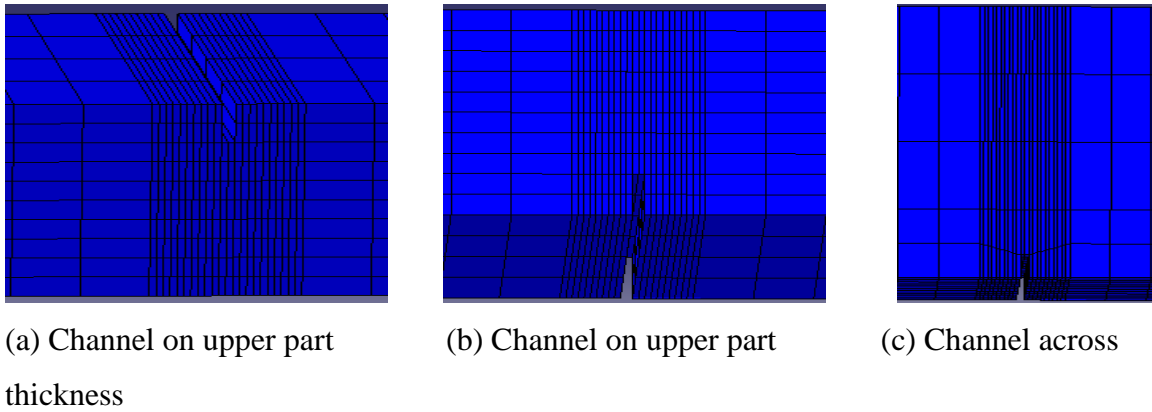 (a) Channel on upper part
thickness
(b) Channel on upper part
(c) Channel across